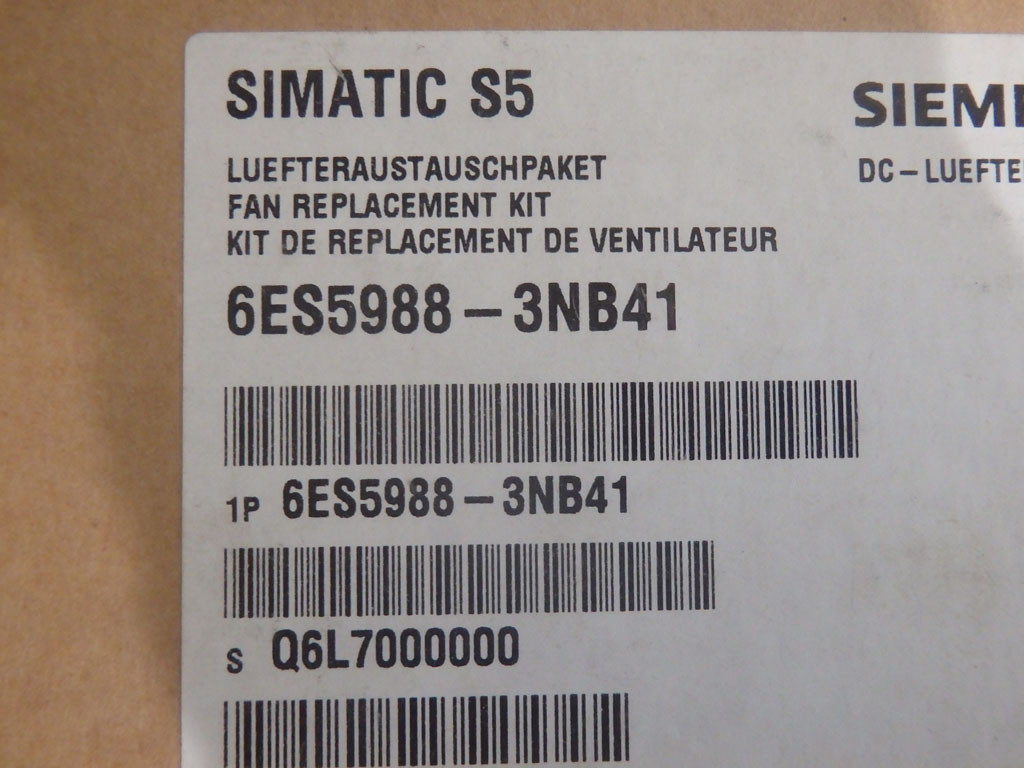 SIMATIC S5
SIEM
LUEFTERAUSTAUSCHPAKET
DC-LUEFTE
FAN REPLACEMENT KIT
KIT DE REPLACEMENT DE VENTILATEUR
6ES5988-3NB41
1P 6ES5988-3NB41
S Q6L7000000